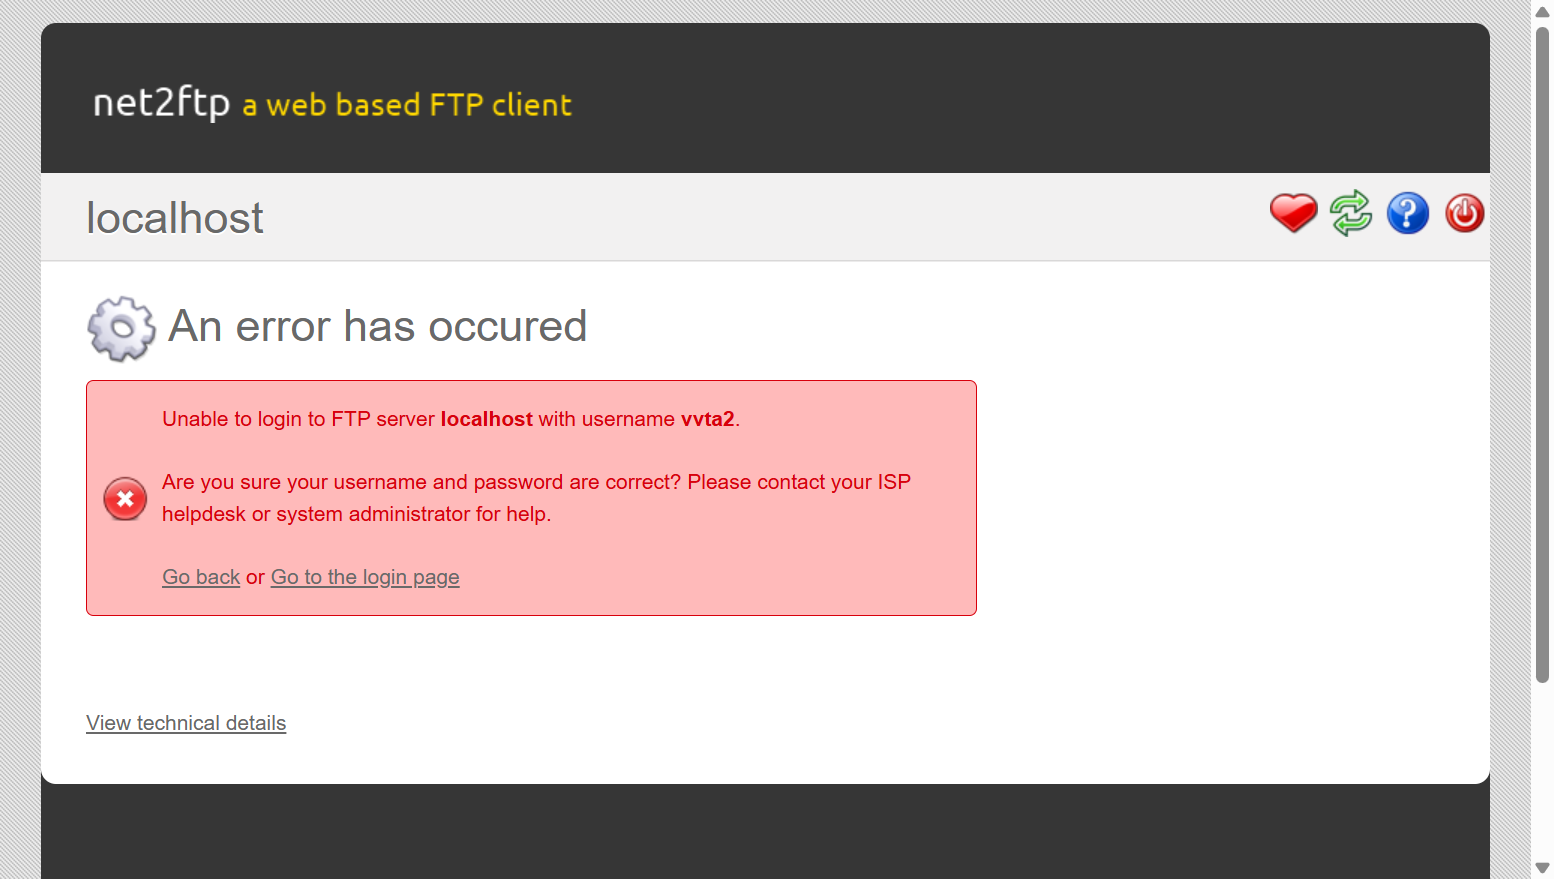 net2ftp a web based FTP client
localhost
An error has occured
Unable to login to FTP server localhost with username vvta2.
Are you sure your username and password are correct? Please contact your ISP
helpdesk or system administrator for help.
Go back or Go to the login page
View technical details